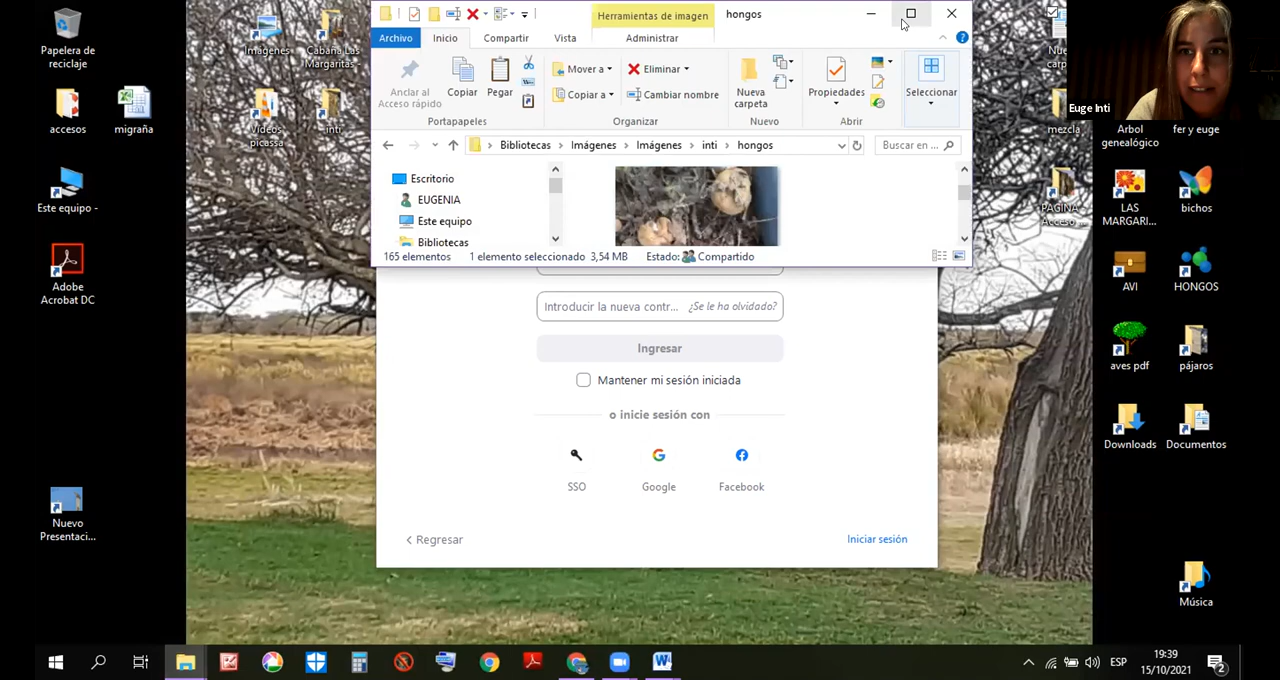 Papelera de
reciclaje
accesos
migraña
Este equipo -
Adobe
Acrobat DC
Nuevo
Presentaci...
Imágenes
Cabaña Las
Margaritas -
Videos
picassa
inti
Herramientas de imagen
hongos
Archivo
Inicio
Compartir
Vista
Administrar
Anclar al
Acceso rápido
Copiar
Pegar
Mover a
Copiar a
Eliminar
Cambiar nombre
Nueva
carpeta
Propiedades
Seleccionar
Portapapeles
Organizar
Nuevo
Abrir
Bibliotecas > Imágenes > Imágenes > inti > hongos
Buscar en ...
Escritorio
EUGENIA
Este equipo
Bibliotecas
165 elementos
1 elemento seleccionado 3,54 MB
Estado: Compartido
Introducir la nueva contr... ¿Se le ha olvidado?
Ingresar
Mantener mi sesión iniciada
o inicie sesión con
SSO
Google
Facebook
< Regresar
Iniciar sesión
Euge Inti
mezcla
Arbol
genealógico
fer y euge
PAGINA -
Acceso ...
LAS
MARGARI...
bichos
AVI
HONGOS
aves pdf
pájaros
Downloads
Documentos
Música
ESP
19:39
15/10/2021
2